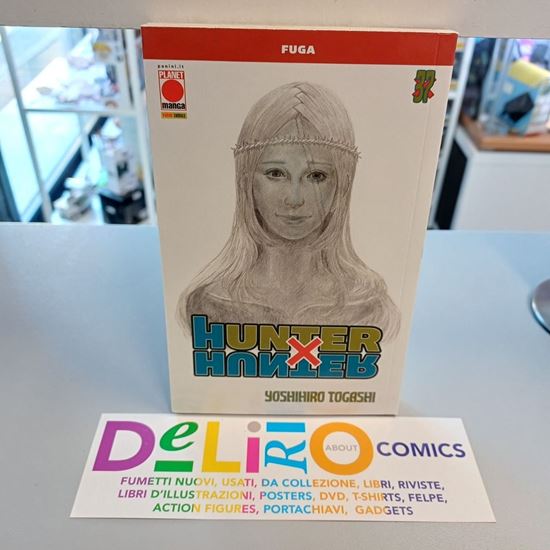 FUGA
panini.it
PLANET
manga
PANINI COMICS
37
HUNTER
×
HUNTER
YOSHIHIRO TOGASHI
DeLiRiO ABOUT COMICS
FUMETTI NUOVI, USATI, DA COLLEZIONE, LIBRI, RIVISTE,
LIBRI D'ILLUSTRAZIONI, POSTERS, DVD, T-SHIRTS, FELPE,
ACTION FIGURES, PORTACHIAVI, GADGETS